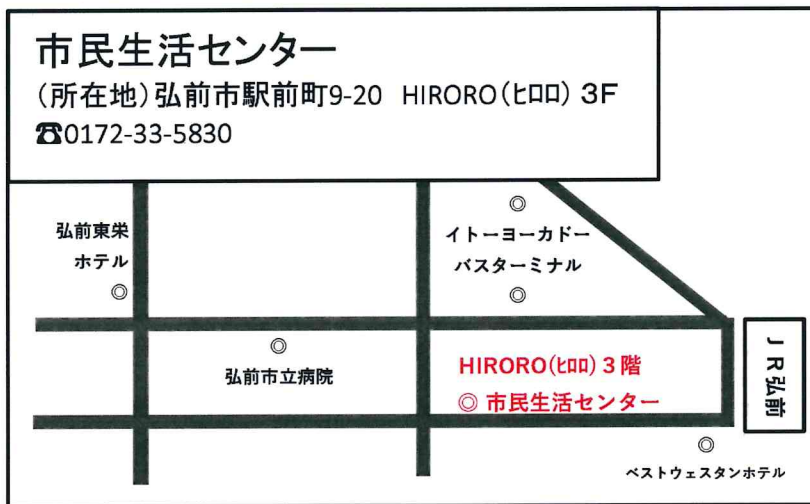 市民生活センター
(所在地)弘前市駅前町9-20 HIRORO(ヒロロ) 3F
☎0172-33-5830
弘前東栄
ホテル
◎
◎
イトーヨーカドー
バスターミナル
◎
◎
弘前市立病院
HIRORO(ヒロロ) 3階
◎ 市民生活センター
JR弘前
◎
ベストウェスタンホテル